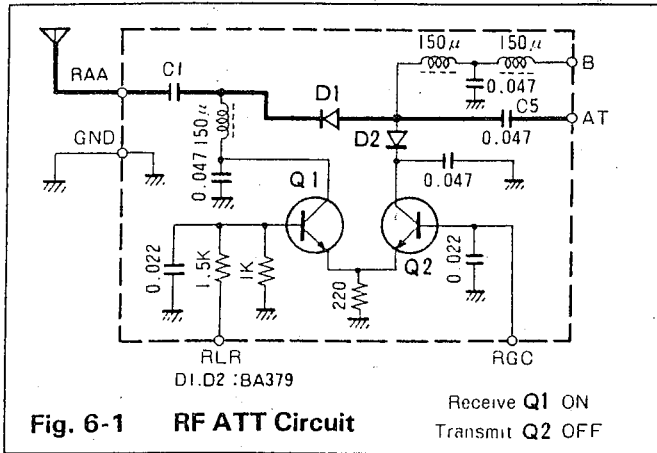 150μ 150μ
B
RAA C1
0.047
D1 C5
AT
150μ
D2 0.047
GND
0.047
0.047
Q1
Q2
0.022
1.5K
1K
220
0.022
RLR RGC
D1.D2 :BA379
Receive Q1 ON
Fig. 6-1 RF ATT Circuit
Transmit Q2 OFF